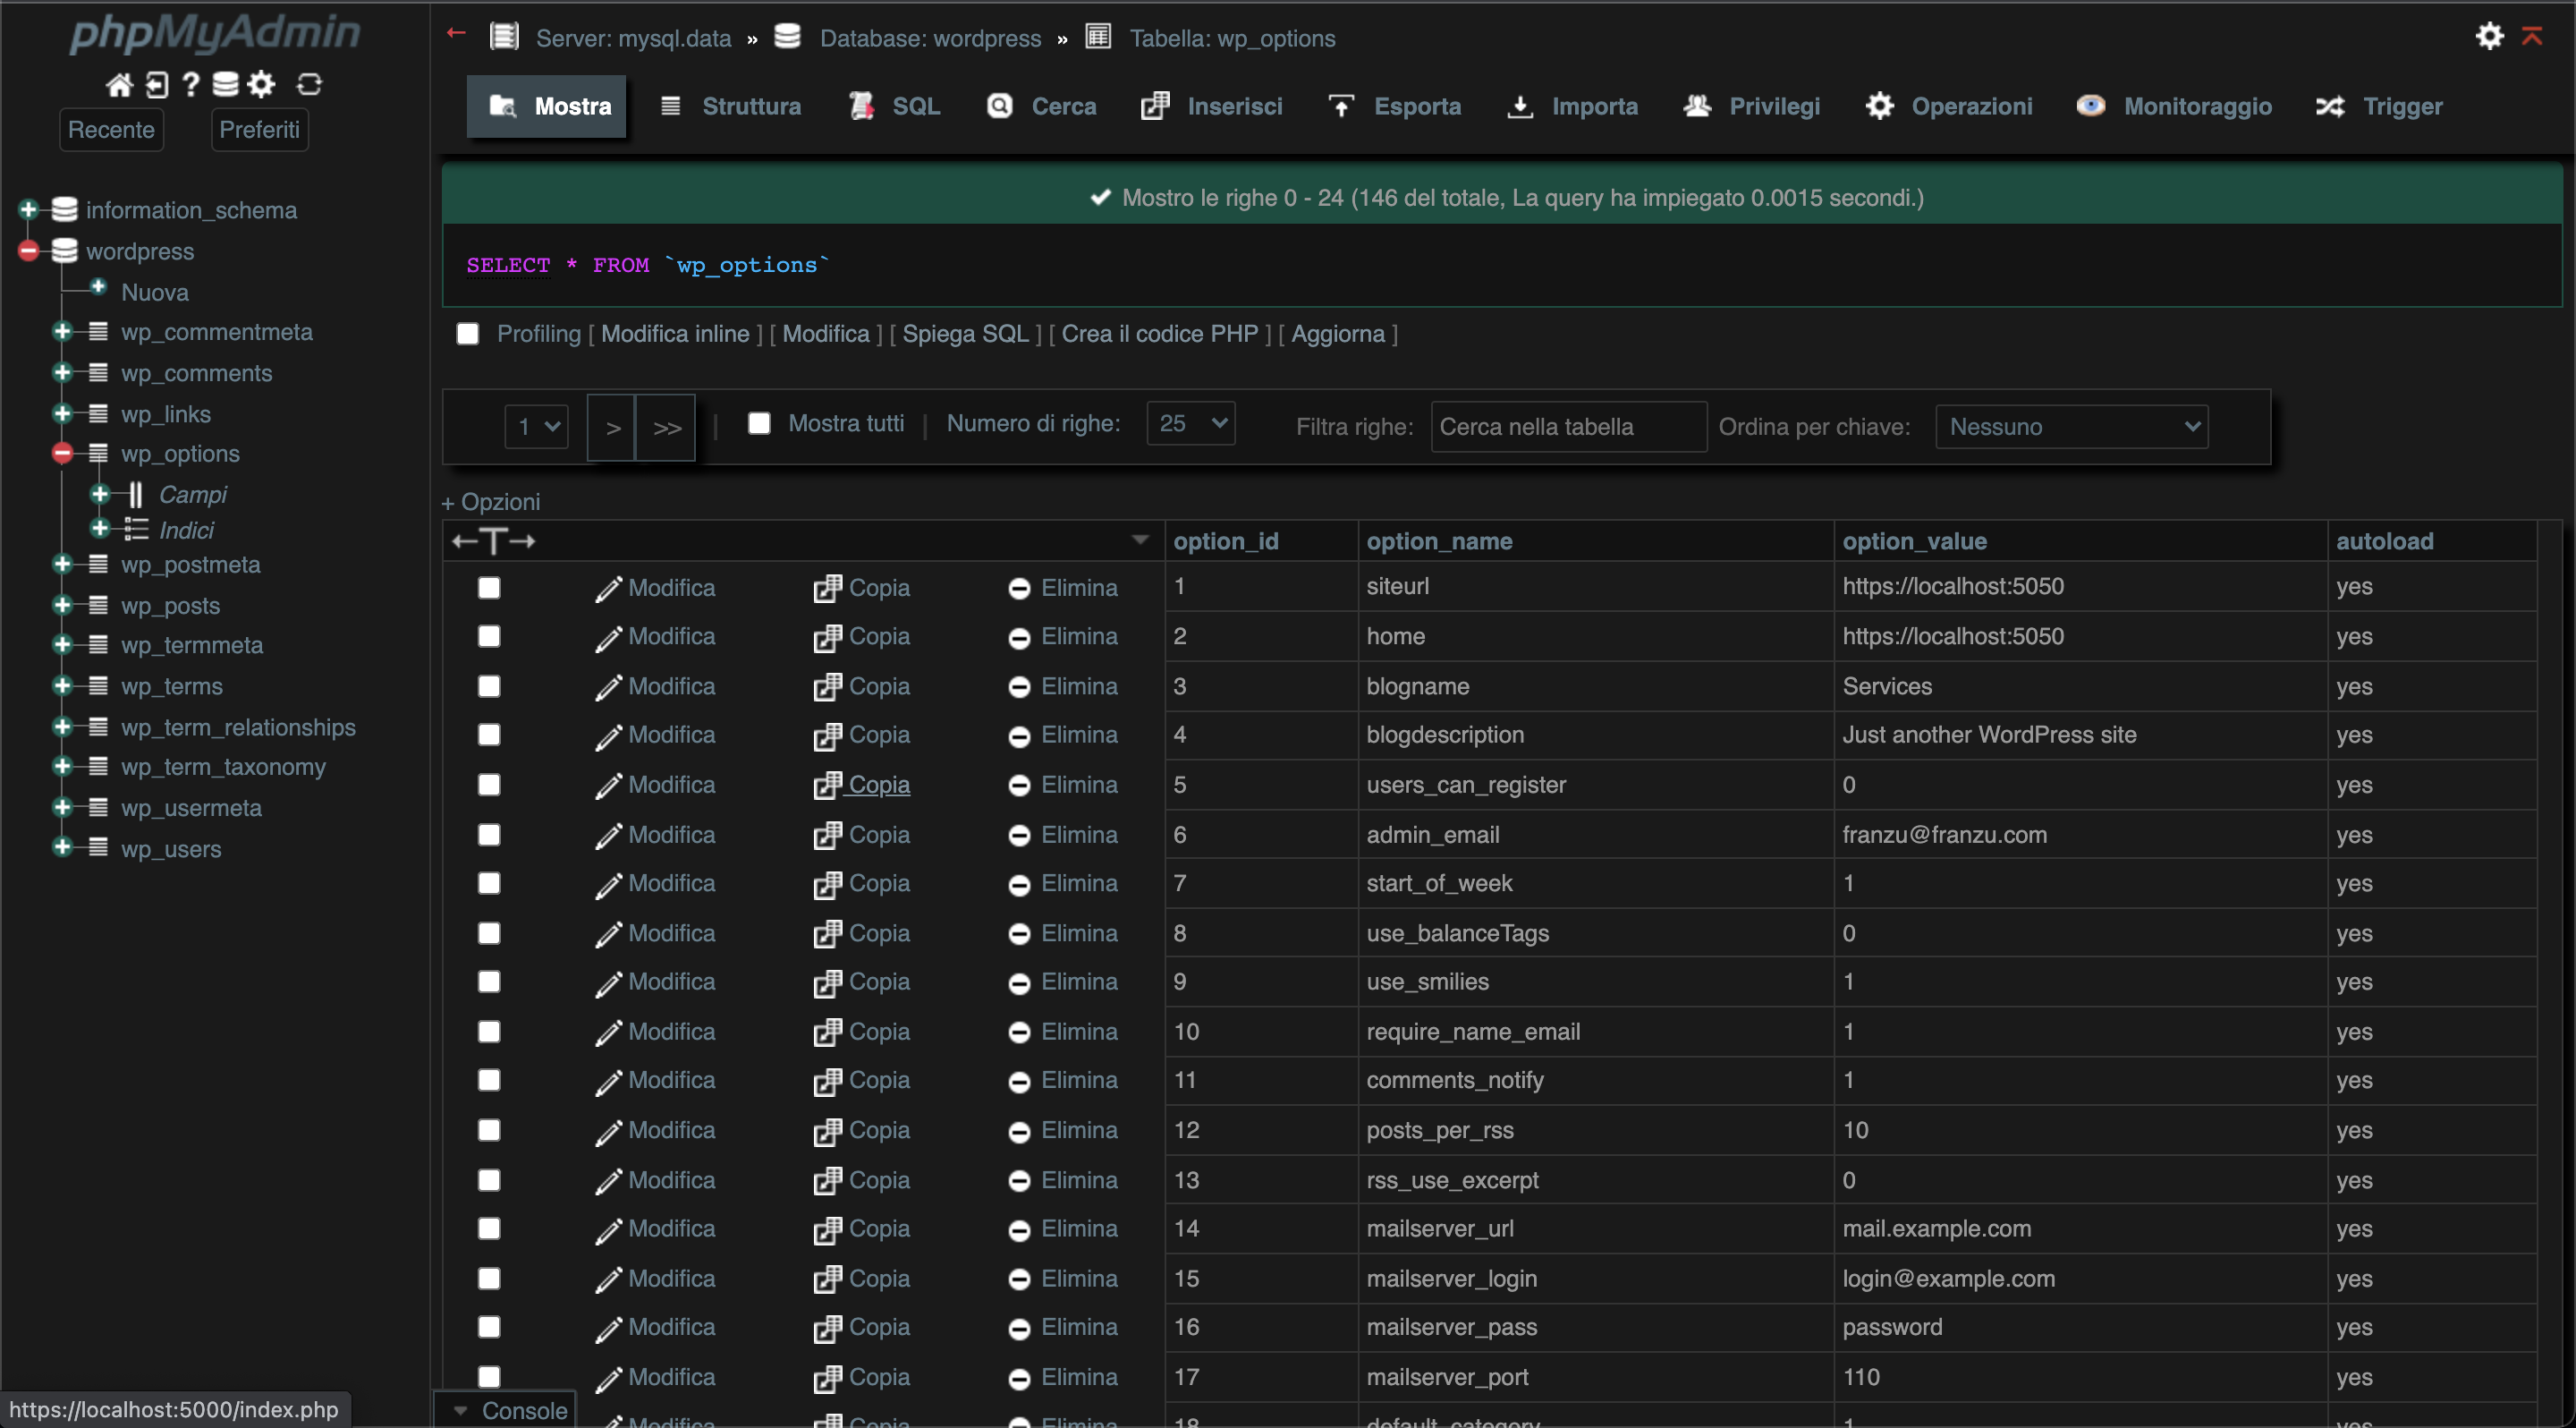 phpMyAdmin
Recente Preferiti
information_schema
wordpress
Nuova
wp_commentmeta
wp_comments
wp_links
wp_options
Campi
Indici
wp_postmeta
wp_posts
wp_termmeta
wp_terms
wp_term_relationships
wp_term_taxonomy
wp_usermeta
wp_users
https://localhost:5000/index.php
Server: mysql.data » Database: wordpress » Tabella: wp_options
Mostra Struttura SQL Cerca Inserisci Esporta Importa Privilegi Operazioni Monitoraggio Trigger
Mostro le righe 0 - 24 (146 del totale, La query ha impiegato 0.0015 secondi.)
SELECT * FROM `wp_options`
Profiling [ Modifica inline ] [ Modifica ] [ Spiega SQL ] [ Crea il codice PHP ] [ Aggiorna ]
1 > >> | Mostra tutti | Numero di righe: 25 Filtra righe: Cerca nella tabella Ordina per chiave: Nessuno
+ Opzioni
←T→ option_id option_name option_value autoload
Modifica Copia Elimina 1 siteurl https://localhost:5050 yes
Modifica Copia Elimina 2 home https://localhost:5050 yes
Modifica Copia Elimina 3 blogname Services yes
Modifica Copia Elimina 4 blogdescription Just another WordPress site yes
Modifica Copia Elimina 5 users_can_register 0 yes
Modifica Copia Elimina 6 admin_email franzu@franzu.com yes
Modifica Copia Elimina 7 start_of_week 1 yes
Modifica Copia Elimina 8 use_balanceTags 0 yes
Modifica Copia Elimina 9 use_smilies 1 yes
Modifica Copia Elimina 10 require_name_email 1 yes
Modifica Copia Elimina 11 comments_notify 1 yes
Modifica Copia Elimina 12 posts_per_rss 10 yes
Modifica Copia Elimina 13 rss_use_excerpt 0 yes
Modifica Copia Elimina 14 mailserver_url mail.example.com yes
Modifica Copia Elimina 15 mailserver_login login@example.com yes
Modifica Copia Elimina 16 mailserver_pass password yes
Modifica Copia Elimina 17 mailserver_port 110 yes
Modifica Copia Elimina 18 default_category 1 yes
Console